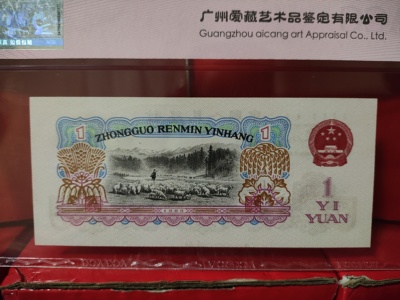 广州爱藏艺术品鉴定有限公司
Guangzhou aicang art Appraisal Co., Ltd.
ZHONGGUO RENMIN YINHANG
1 1
1
YI
YUAN
1960